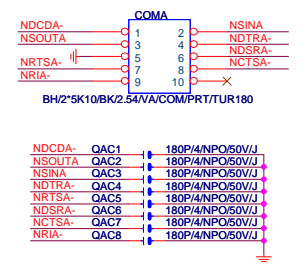 COMA
NDCDA- 1 2 NSINA
NSOUTA 3 4 NDTRA-
5 6 NDSRA-
NRTSA- 7 8 NCTSA-
NRIA- 9 10
BH/2*5K10/BK/2.54/VA/COM/PRT/TUR180
NDCDA- QAC1 180P/4/NPO/50V/J
NSOUTA QAC2 180P/4/NPO/50V/J
NSINA QAC3 180P/4/NPO/50V/J
NDTRA- QAC4 180P/4/NPO/50V/J
NRTSA- QAC5 180P/4/NPO/50V/J
NDSRA- QAC6 180P/4/NPO/50V/J
NCTSA- QAC7 180P/4/NPO/50V/J
NRIA- QAC8 180P/4/NPO/50V/J